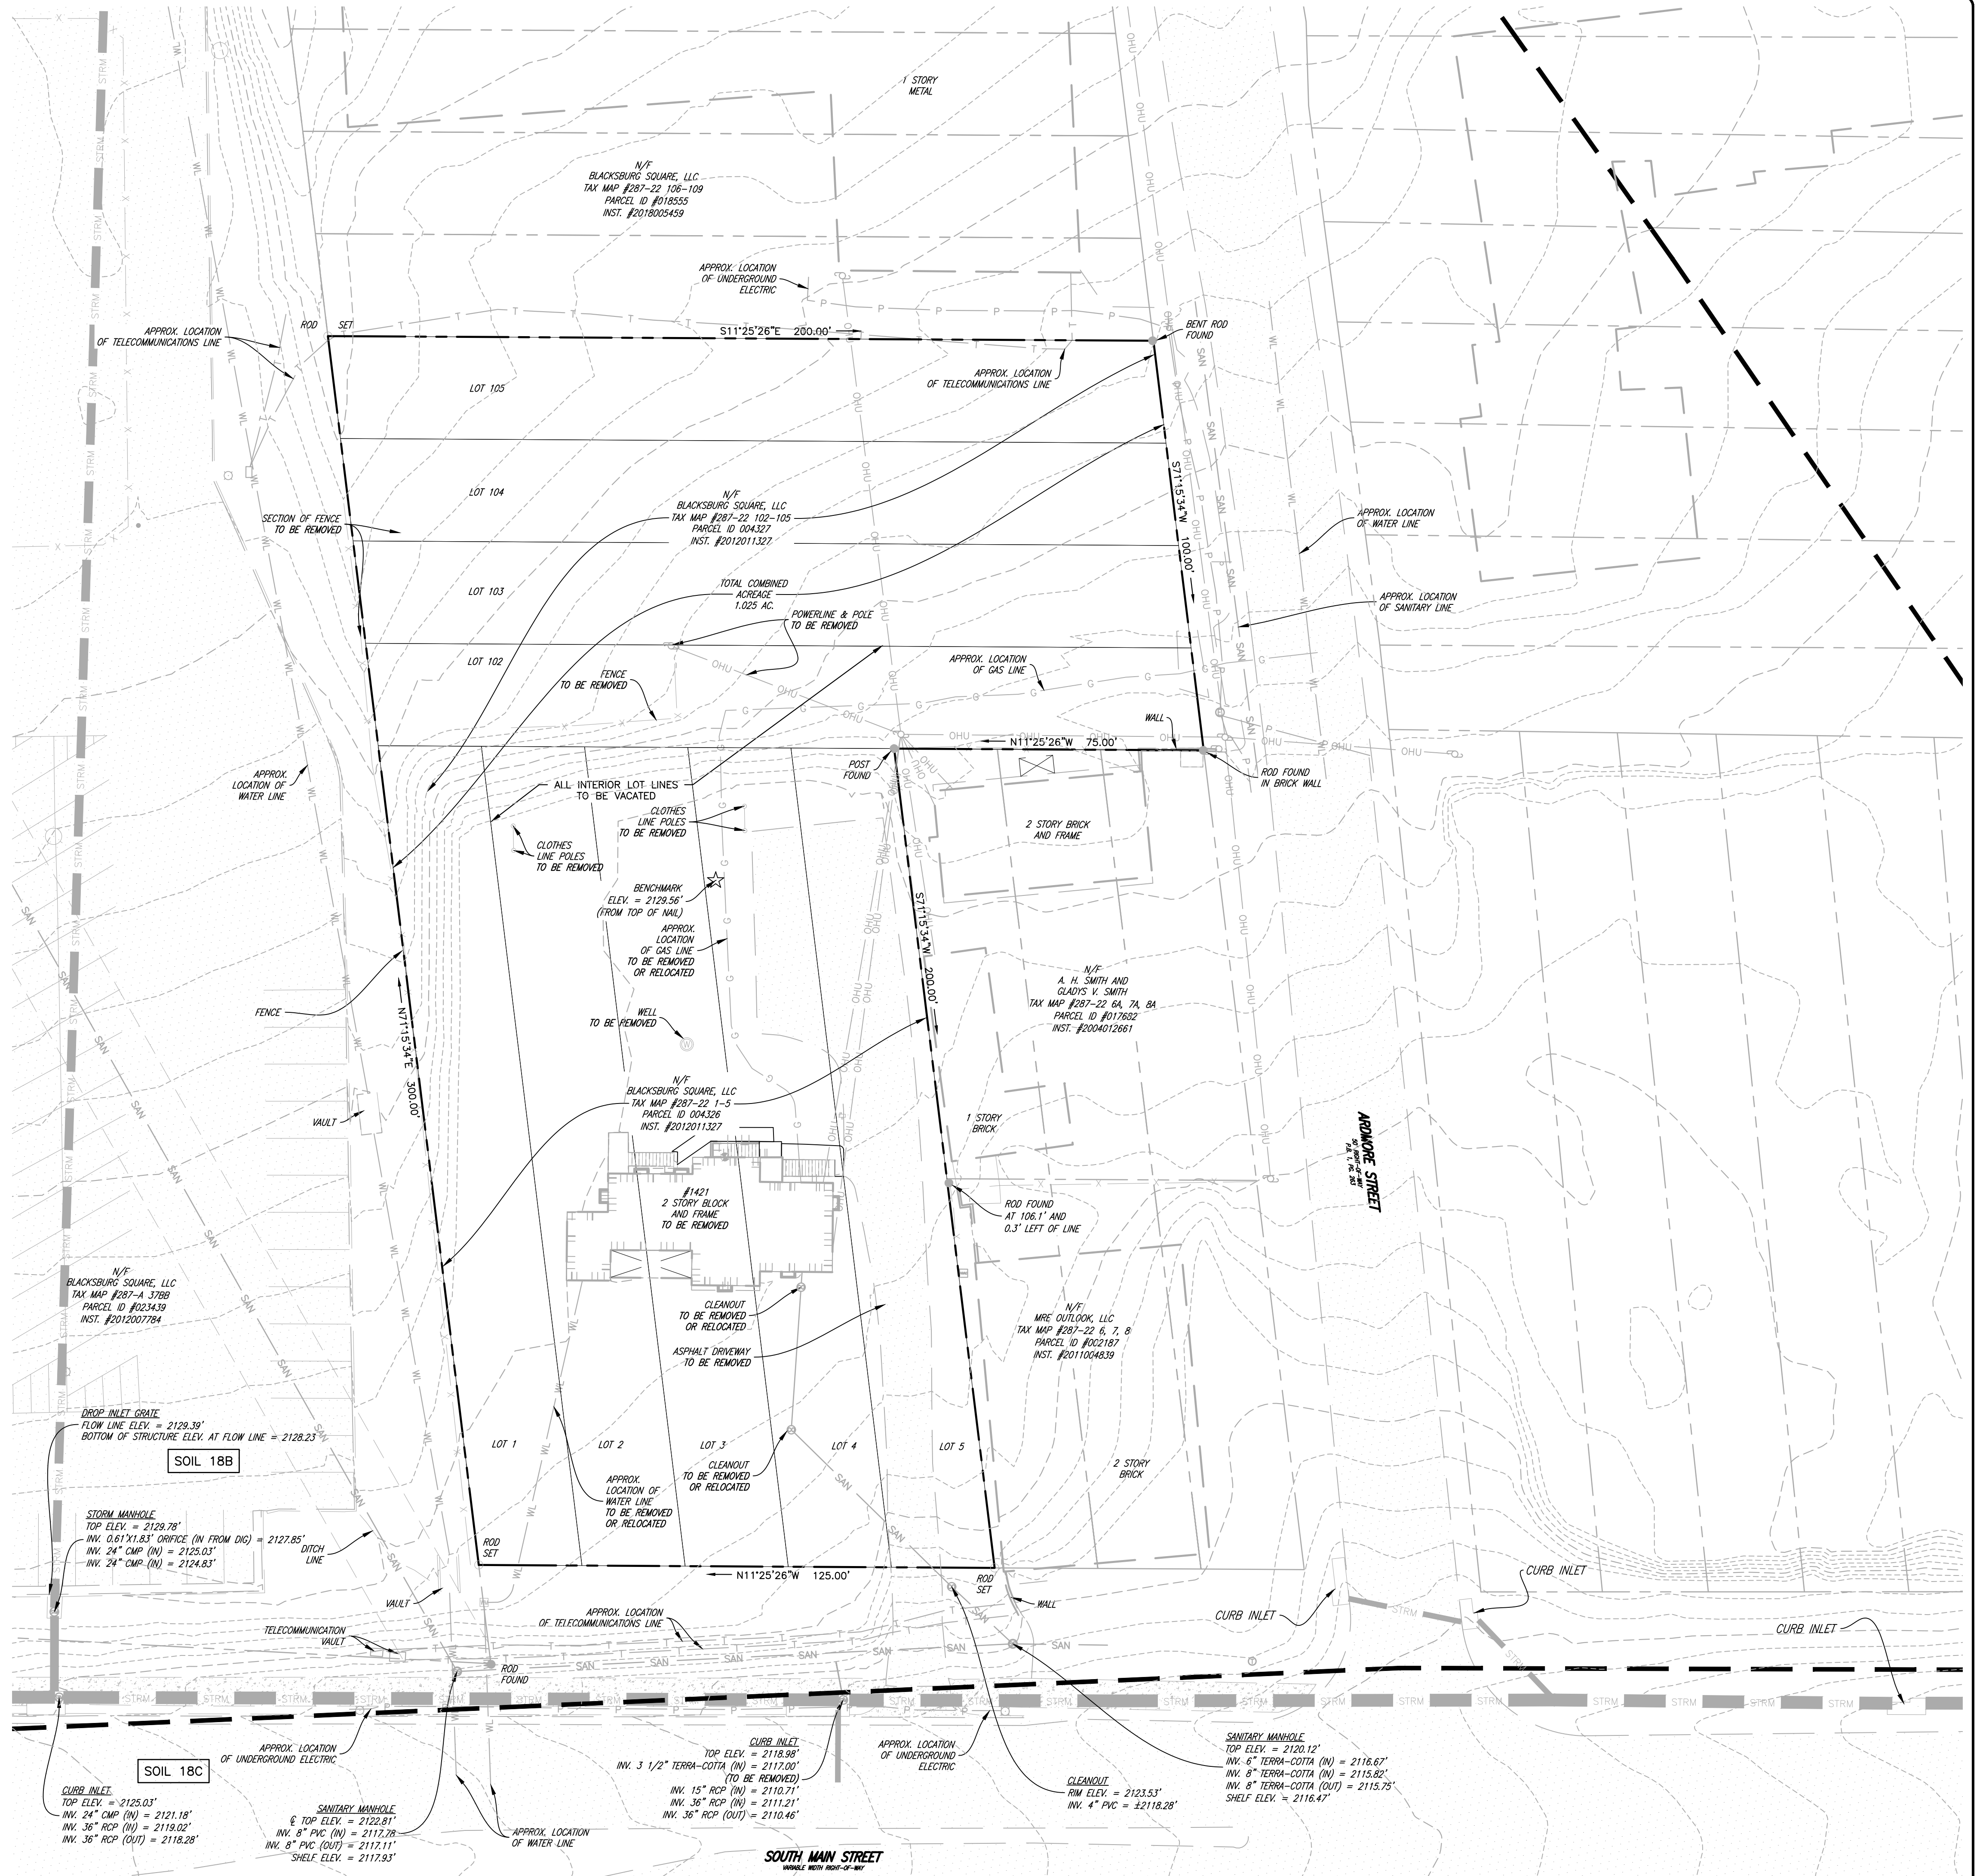 1 STORY
METAL
N/F
BLACKSBURG SQUARE, LLC
TAX MAP #287-22 106-109
PARCEL ID #018555
INST. #2018005459
APPROX. LOCATION
OF UNDERGROUND
ELECTRIC
APPROX. LOCATION
OF TELECOMMUNICATIONS LINE
ROD SET
S11°25'26"E 200.00'
BENT ROD
FOUND
APPROX. LOCATION
OF TELECOMMUNICATIONS LINE
LOT 105
S71°15'34"W 100.00'
LOT 104
SECTION OF FENCE
TO BE REMOVED
N/F
BLACKSBURG SQUARE, LLC
TAX MAP #287-22 102-105
PARCEL ID 004327
INST. #2012011327
APPROX. LOCATION
OF WATER LINE
LOT 103
TOTAL COMBINED
ACREAGE
1.025 AC.
POWERLINE & POLE
TO BE REMOVED
APPROX. LOCATION
OF SANITARY LINE
LOT 102
FENCE
TO BE REMOVED
APPROX. LOCATION
OF GAS LINE
WALL
N11°25'26"W 75.00'
POST
FOUND
ROD FOUND
IN BRICK WALL
APPROX.
LOCATION OF
WATER LINE
ALL INTERIOR LOT LINES
TO BE VACATED
CLOTHES
LINE POLES
TO BE REMOVED
CLOTHES
LINE POLES
TO BE REMOVED
2 STORY BRICK
AND FRAME
BENCHMARK
ELEV. = 2129.56'
(FROM TOP OF NAIL)
APPROX.
LOCATION
OF GAS LINE
TO BE REMOVED
OR RELOCATED
S71°15'34"W 200.00'
N/F
A. H. SMITH AND
GLADYS V. SMITH
TAX MAP #287-22 6A, 7A, 8A
PARCEL ID #017682
INST. #2004012661
FENCE
N71°15'34"E 300.00'
WELL
TO BE REMOVED
W
N/F
BLACKSBURG SQUARE, LLC
TAX MAP #287-22 1-5
PARCEL ID 004326
INST. #2012011327
VAULT
1 STORY
BRICK
ARDMORE STREET
50' RIGHT-OF-WAY
P.B. 1, PG. 263
#1421
2 STORY BLOCK
AND FRAME
TO BE REMOVED
ROD FOUND
AT 106.1' AND
0.3' LEFT OF LINE
N/F
BLACKSBURG SQUARE, LLC
TAX MAP #287-A 37BB
PARCEL ID #023439
INST. #2012007784
CLEANOUT
TO BE REMOVED
OR RELOCATED
ASPHALT DRIVEWAY
TO BE REMOVED
N/F
MRE OUTLOOK, LLC
TAX MAP #287-22 6, 7, 8
PARCEL ID #002187
INST. #2011004839
DROP INLET GRATE
FLOW LINE ELEV. = 2129.39'
BOTTOM OF STRUCTURE ELEV. AT FLOW LINE = 2128.23
SOIL 18B
LOT 1
LOT 2
LOT 3
LOT 4
LOT 5
CLEANOUT
TO BE REMOVED
OR RELOCATED
APPROX.
LOCATION OF
WATER LINE
TO BE REMOVED
OR RELOCATED
2 STORY
BRICK
STORM MANHOLE
TOP ELEV. = 2129.78'
INV. 0.61'X1.83' ORIFICE (IN FROM DIG) = 2127.85'
INV. 24" CMP (IN) = 2125.03'
INV. 24" CMP (IN) = 2124.83'
DITCH
LINE
ROD
SET
N11°25'26"W 125.00'
ROD
SET
VAULT
WALL
CURB INLET
CURB INLET
CURB INLET
TELECOMMUNICATION
VAULT
APPROX. LOCATION
OF TELECOMMUNICATIONS LINE
ROD
FOUND
STRM
SAN
OHU
WL
APPROX. LOCATION
OF UNDERGROUND ELECTRIC
SOIL 18C
CURB INLET
TOP ELEV. = 2125.03'
INV. 24" CMP (IN) = 2121.18'
INV. 36" RCP (IN) = 2119.02'
INV. 36" RCP (OUT) = 2118.28'
SANITARY MANHOLE
℄ TOP ELEV. = 2122.81'
INV. 8" PVC (IN) = 2117.78
INV. 8" PVC (OUT) = 2117.11'
SHELF ELEV. = 2117.93'
APPROX. LOCATION
OF WATER LINE
CURB INLET
TOP ELEV. = 2118.98'
INV. 3 1/2" TERRA-COTTA (IN) = 2117.00'
(TO BE REMOVED)
INV. 15" RCP (IN) = 2110.71'
INV. 36" RCP (IN) = 2111.21'
INV. 36" RCP (OUT) = 2110.46'
APPROX. LOCATION
OF UNDERGROUND
ELECTRIC
CLEANOUT
RIM ELEV. = 2123.53'
INV. 4" PVC = ±2118.28'
SANITARY MANHOLE
TOP ELEV. = 2120.12'
INV. 6" TERRA-COTTA (IN) = 2116.67'
INV. 8" TERRA-COTTA (IN) = 2115.82'
INV. 8" TERRA-COTTA (OUT) = 2115.75'
SHELF ELEV. = 2116.47'
SOUTH MAIN STREET
VARIABLE WIDTH RIGHT-OF-WAY